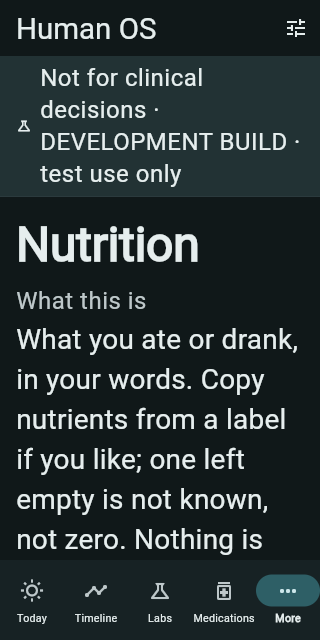 Human OS
Not for clinical
decisions ·
DEVELOPMENT BUILD ·
test use only
Nutrition
What this is
What you ate or drank,
in your words. Copy
nutrients from a label
if you like; one left
empty is not known,
not zero. Nothing is
Today
Timeline
Labs
Medications
More